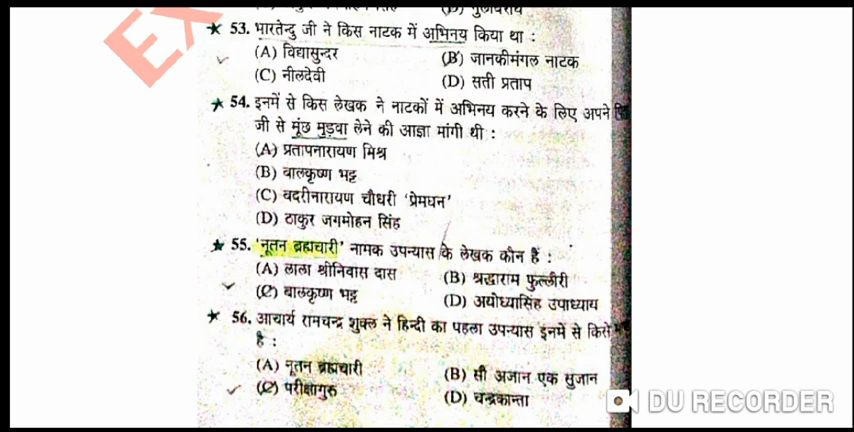 EX
★ 53. भारतेन्दु जी ने किस नाटक में अभिनय किया था :
(A) विद्यासुन्दर (B) जानकीमंगल नाटक
(C) नीलदेवी (D) सती प्रताप
★ 54. इनमें से किस लेखक ने नाटकों में अभिनय करने के लिए अपने
जी से मूंछ मुड़वा लेने की आज्ञा मांगी थी :
(A) प्रतापनारायण मिश्र
(B) बालकृष्ण भट्ट
(C) बदरीनारायण चौधरी 'प्रेमघन'
(D) ठाकुर जगमोहन सिंह
★ 55. 'नूतन ब्रह्मचारी' नामक उपन्यास के लेखक कौन हैं :
(A) लाला श्रीनिवास दास (B) श्रद्धाराम फुल्लौरी
(C) बालकृष्ण भट्ट (D) अयोध्यासिंह उपाध्याय
★ 56. आचार्य रामचन्द्र शुक्ल ने हिन्दी का पहला उपन्यास इनमें से किसे
है :
(A) नूतन ब्रह्मचारी (B) सौ अजान एक सुजान
(C) परीक्षागुरु (D) चन्द्रकान्ता
DU RECORDER